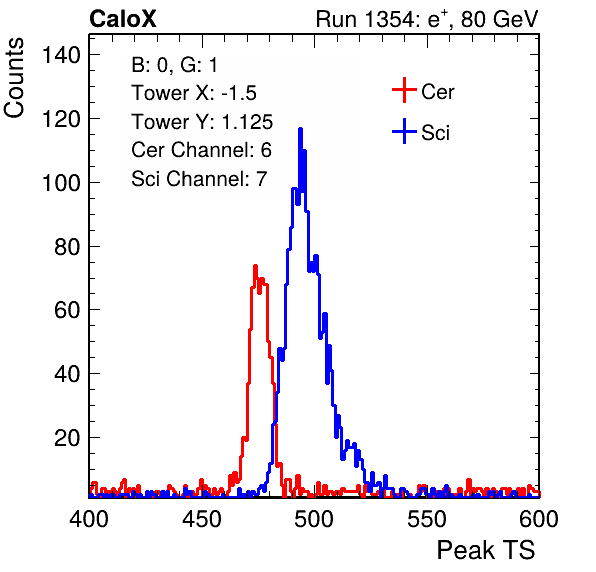 CaloX Run 1354: e⁺, 80 GeV
Counts
140
120
100
80
60
40
20
B: 0, G: 1
Tower X: -1.5
Tower Y: 1.125
Cer Channel: 6
Sci Channel: 7
Cer
Sci
400 450 500 550 600
Peak TS